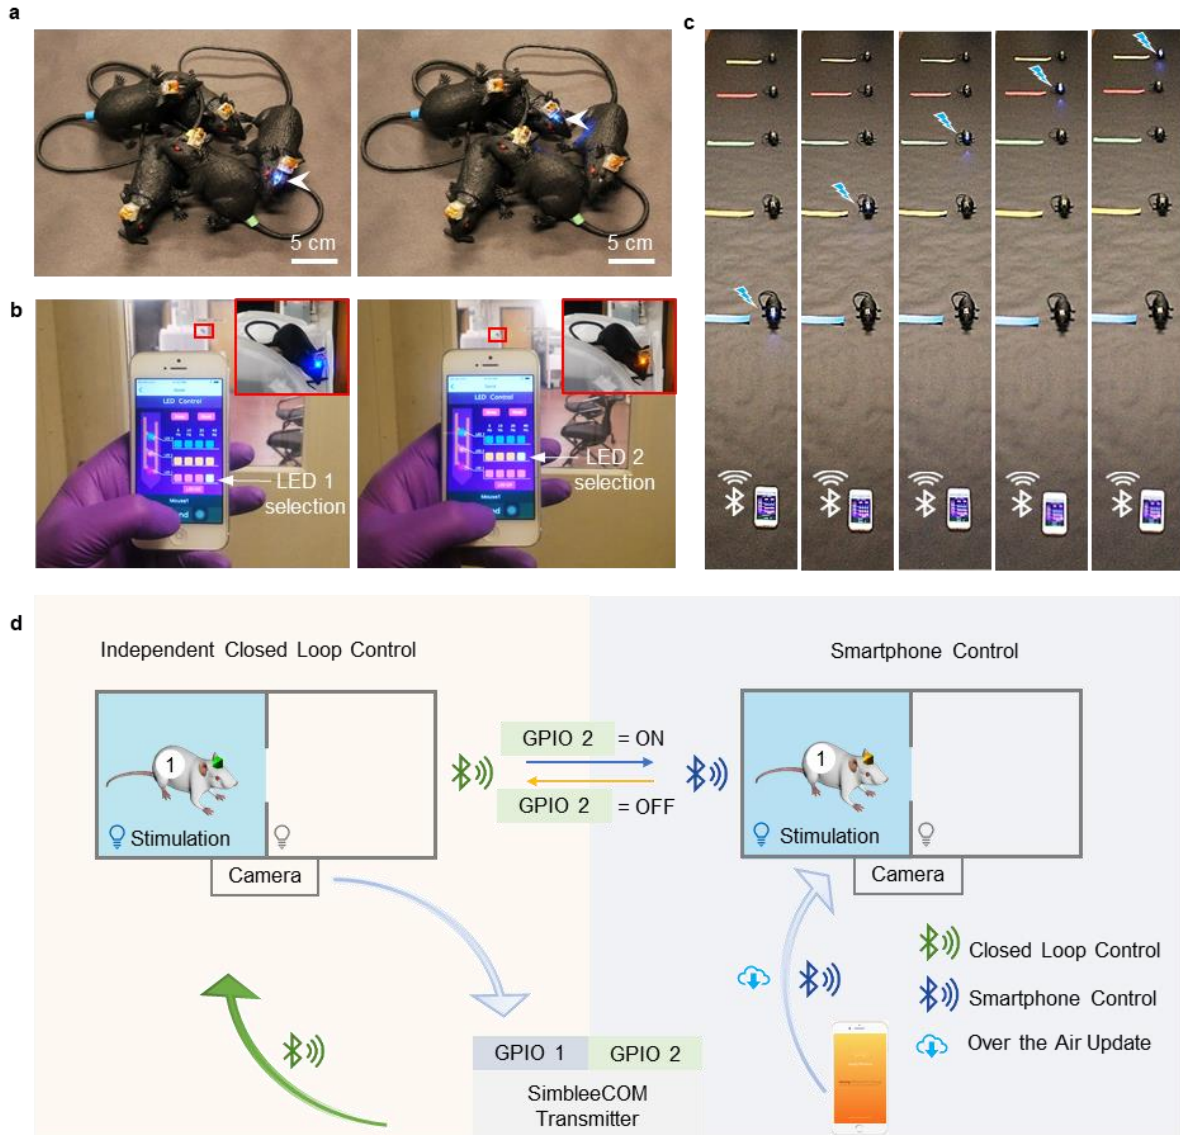 a
5 cm
5 cm
b
LED Control
LED 1
selection
LED Control
LED 2
selection
c
d
Independent Closed Loop Control
Smartphone Control
1
Stimulation
Camera
GPIO 2 = ON
GPIO 2 = OFF
1
Stimulation
Camera
Closed Loop Control
Smartphone Control
Over the Air Update
GPIO 1
GPIO 2
SimbleeCOM
Transmitter